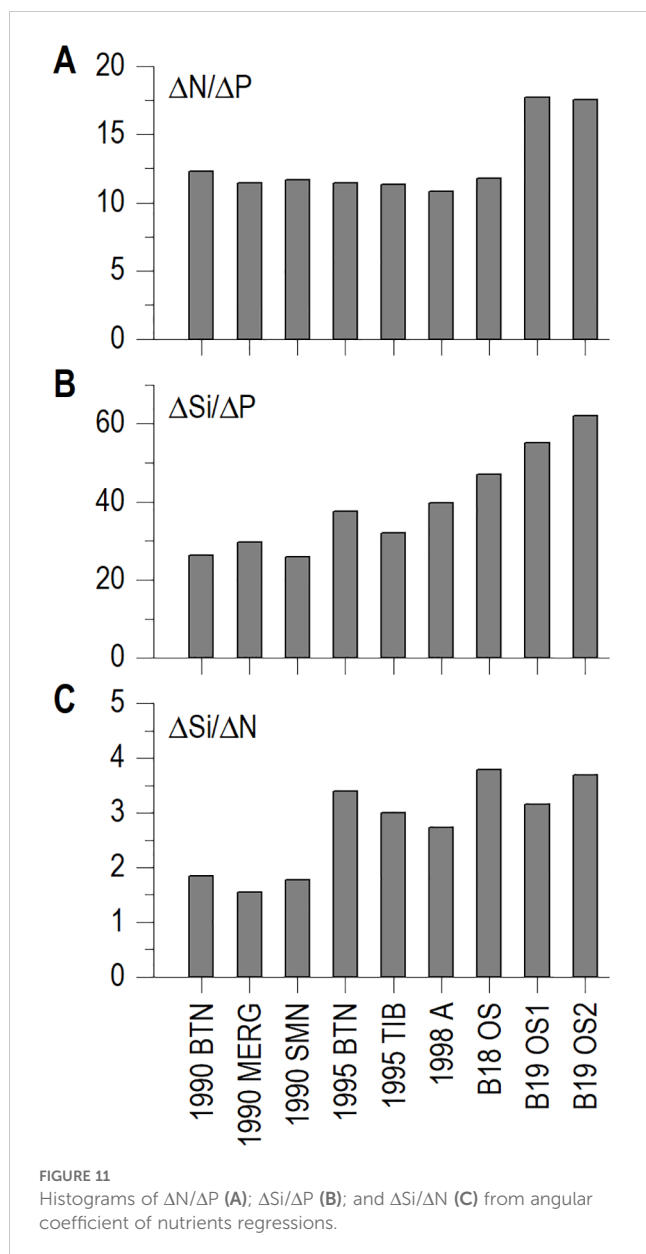 A
ΔN/ΔP
20
15
10
5
0
B
ΔSi/ΔP
60
40
20
0
C
ΔSi/ΔN
5
4
3
2
1
0
1990 BTN
1990 MERG
1990 SMN
1995 BTN
1995 TIB
1998 A
B18 OS
B19 OS1
B19 OS2
FIGURE 11
Histograms of ΔN/ΔP (A); ΔSi/ΔP (B); and ΔSi/ΔN (C) from angular
coefficient of nutrients regressions.